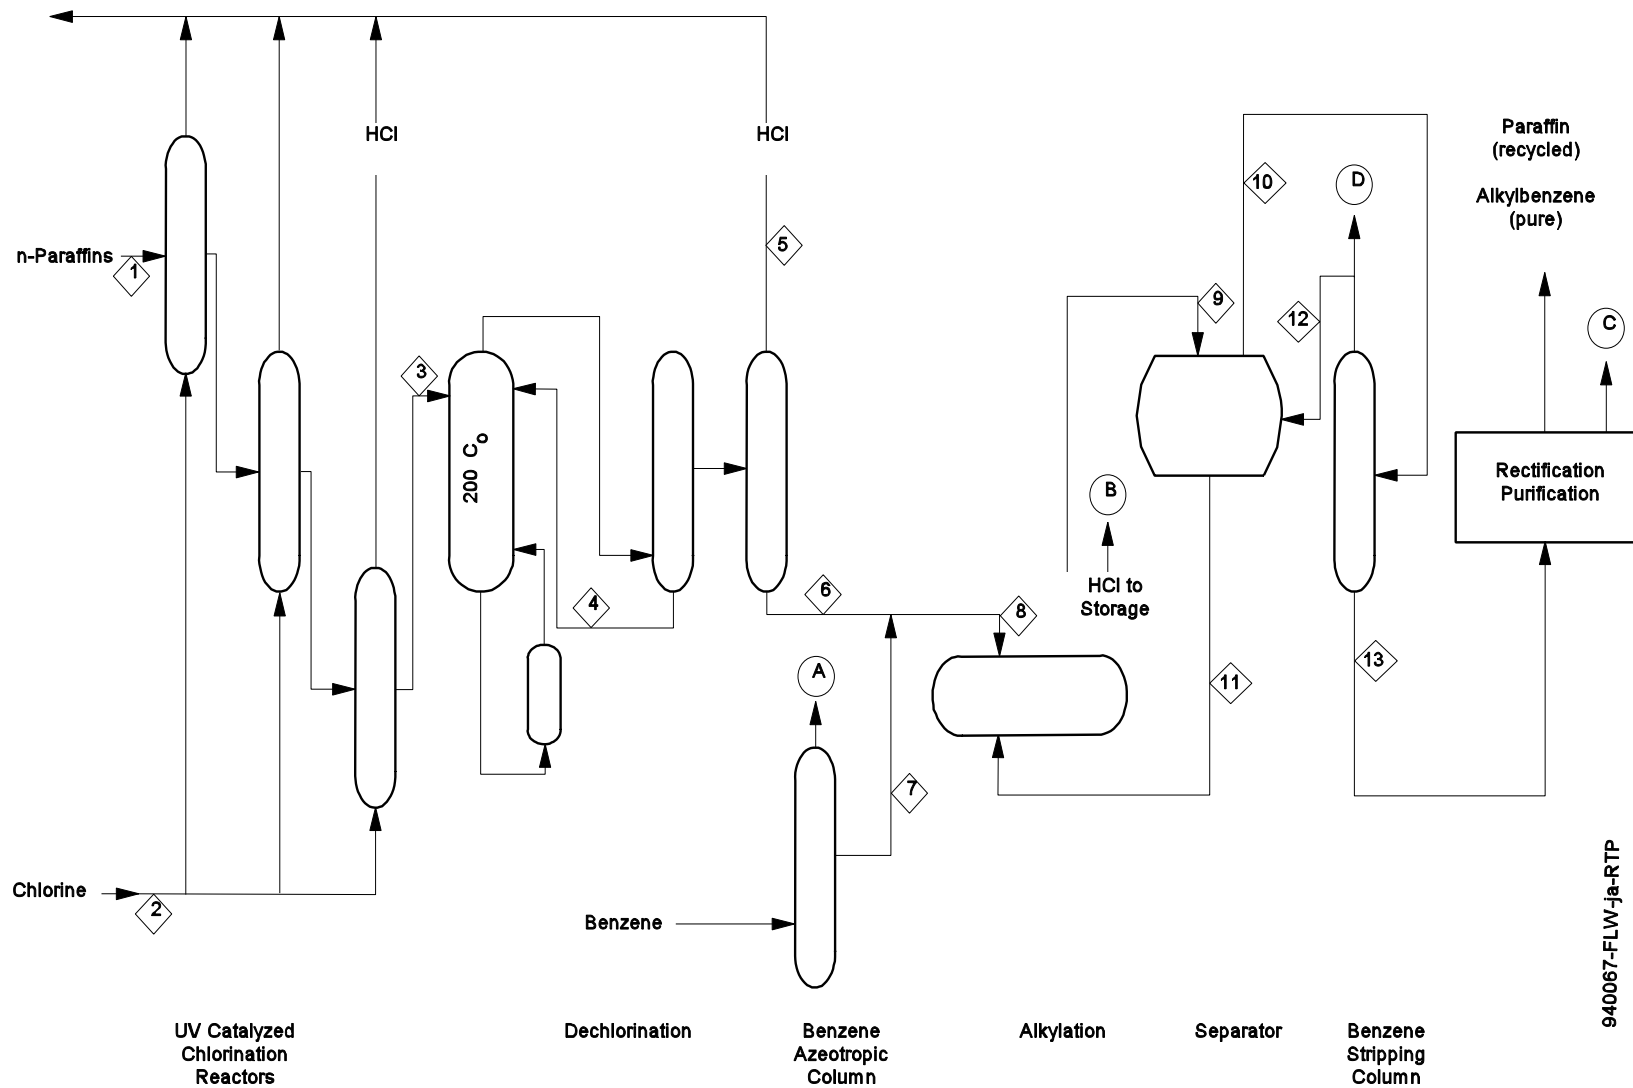 HCl
HCl
Paraffin
(recycled)
Alkylbenzene
(pure)
10
D
5
n-Paraffins
1
9
12
C
3
200 C
o
B
Rectification
Purification
HCl to
Storage
4
6
8
A
13
11
7
Chlorine
2
Benzene
UV Catalyzed
Chlorination
Reactors
Dechlorination
Benzene
Azeotropic
Column
Alkylation
Separator
Benzene
Stripping
Column
940067-FLW-ja-RTP